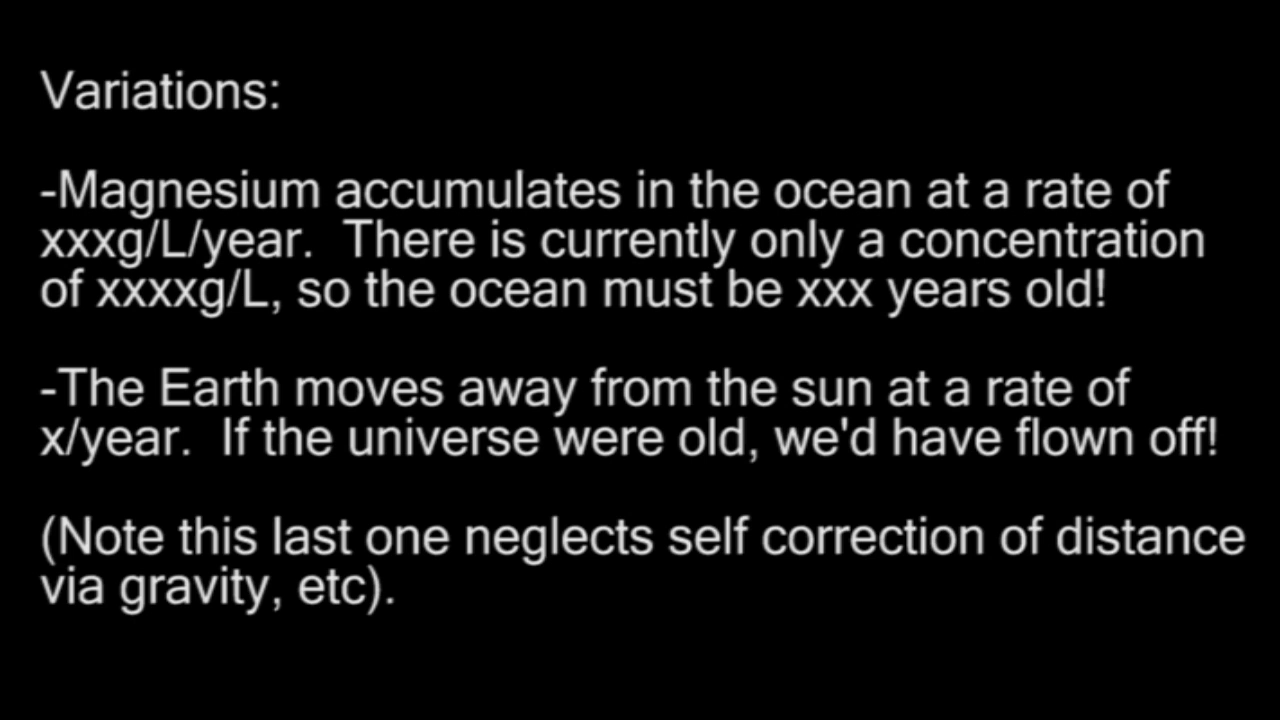 Variations:
-Magnesium accumulates in the ocean at a rate of
xxxg/L/year.  There is currently only a concentration
of xxxxg/L, so the ocean must be xxx years old!
-The Earth moves away from the sun at a rate of
x/year.  If the universe were old, we'd have flown off!
(Note this last one neglects self correction of distance
via gravity, etc).